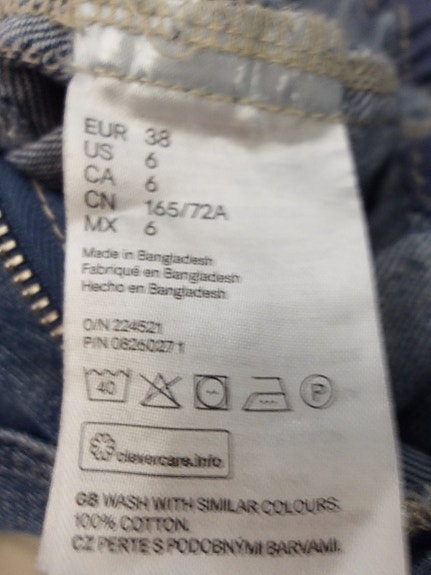 EUR 38
US 6
CA 6
CN 165/72A
MX 6
Made in Bangladesh
Fabriqué en Bangladesh
Hecho en Bangladesh
O/N 224521
P/N 08260271
40
P
clevercare.info
GB WASH WITH SIMILAR COLOURS.
100% COTTON.
CZ PERTE S PODOBNÝMI BARVAMI.